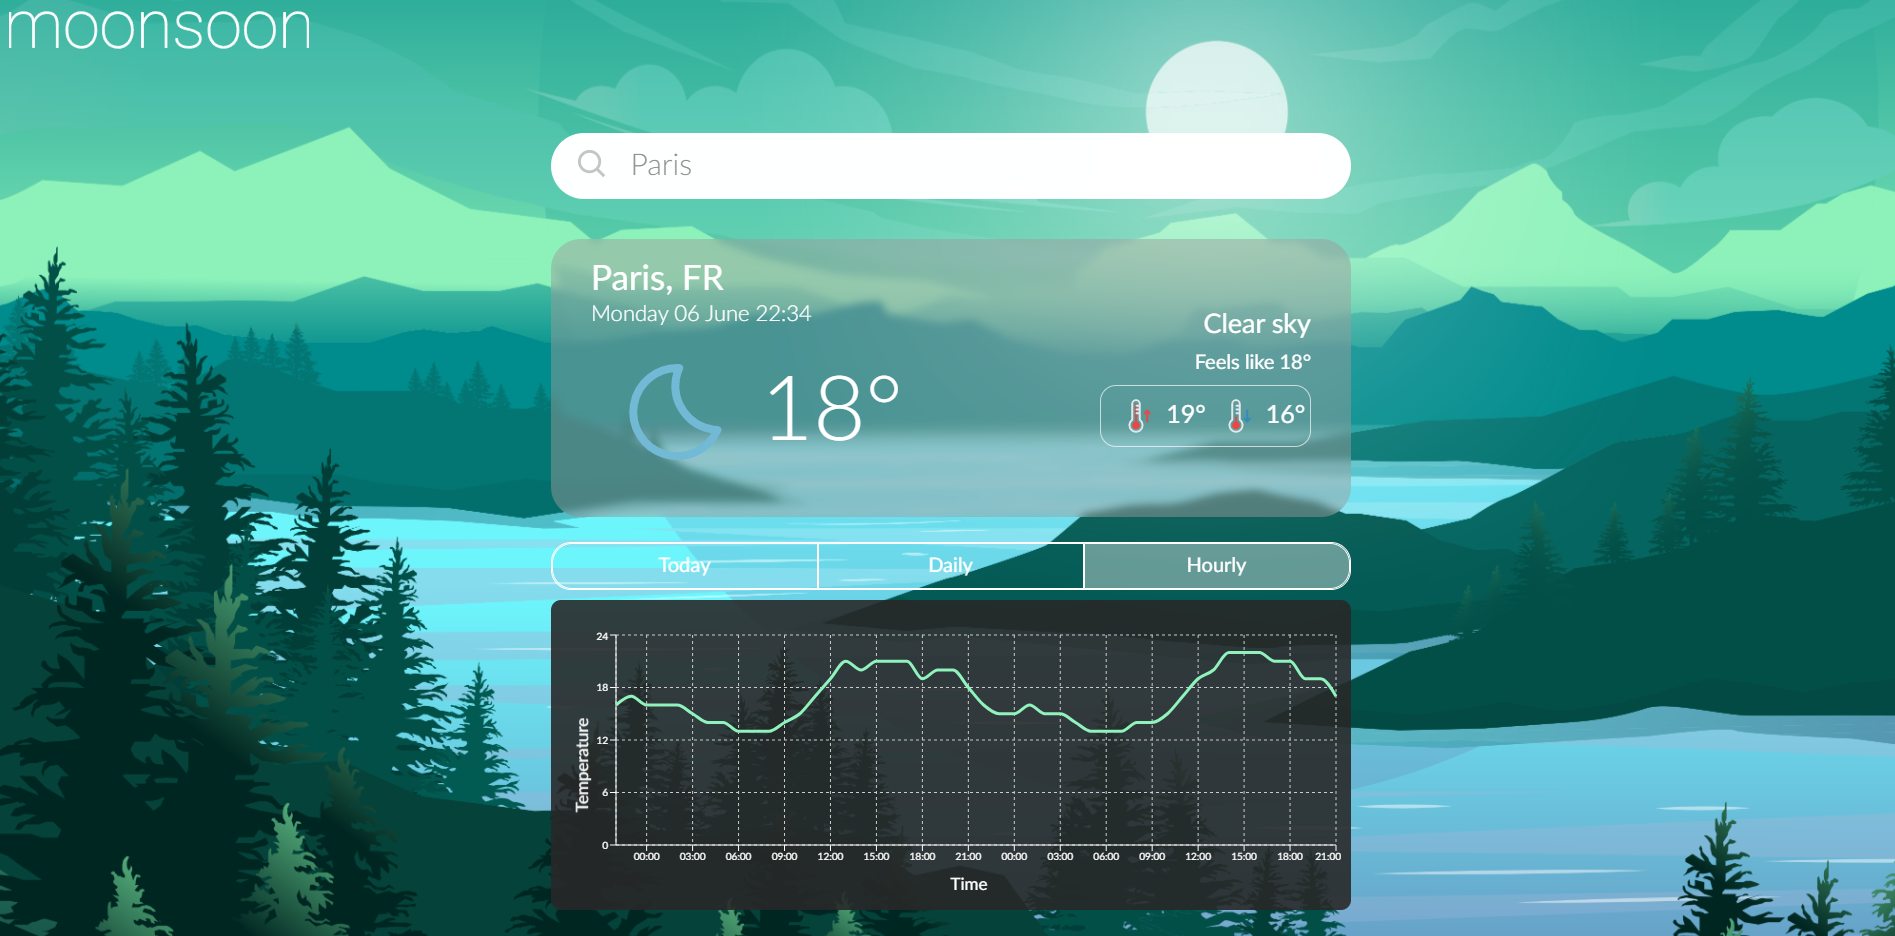 moonsoon
Paris
Paris, FR
Monday 06 June 22:34
18°
Clear sky
Feels like 18°
19° 16°
Today Daily Hourly
24
18
12
6
0
Temperature
00:00 03:00 06:00 09:00 12:00 15:00 18:00 21:00 00:00 03:00 06:00 09:00 12:00 15:00 18:00 21:00
Time